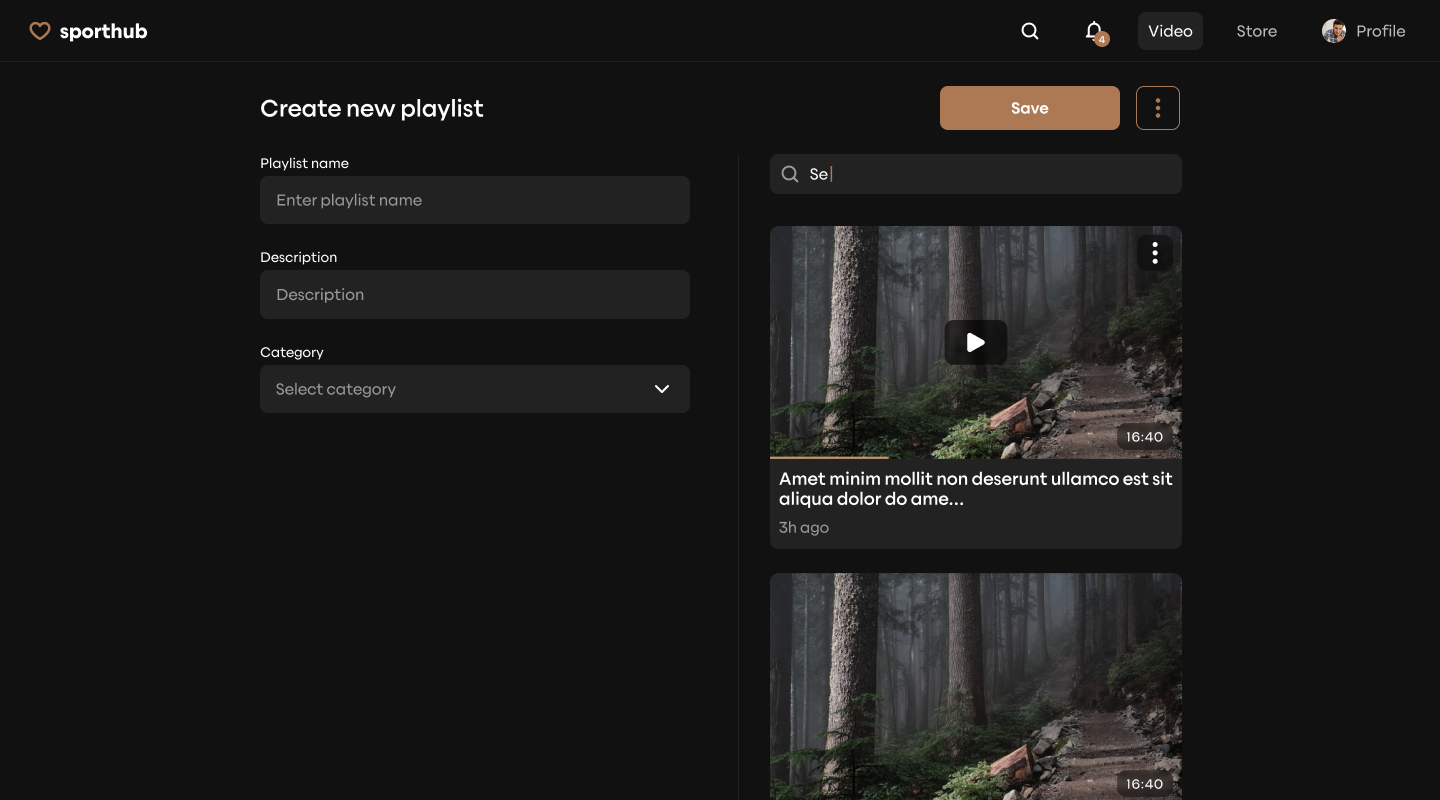 sporthub
4
Video
Store
Profile
Create new playlist
Save
Playlist name
Enter playlist name
Description
Description
Category
Select category
Se
16:40
Amet minim mollit non deserunt ullamco est sit
aliqua dolor do ame...
3h ago
16:40